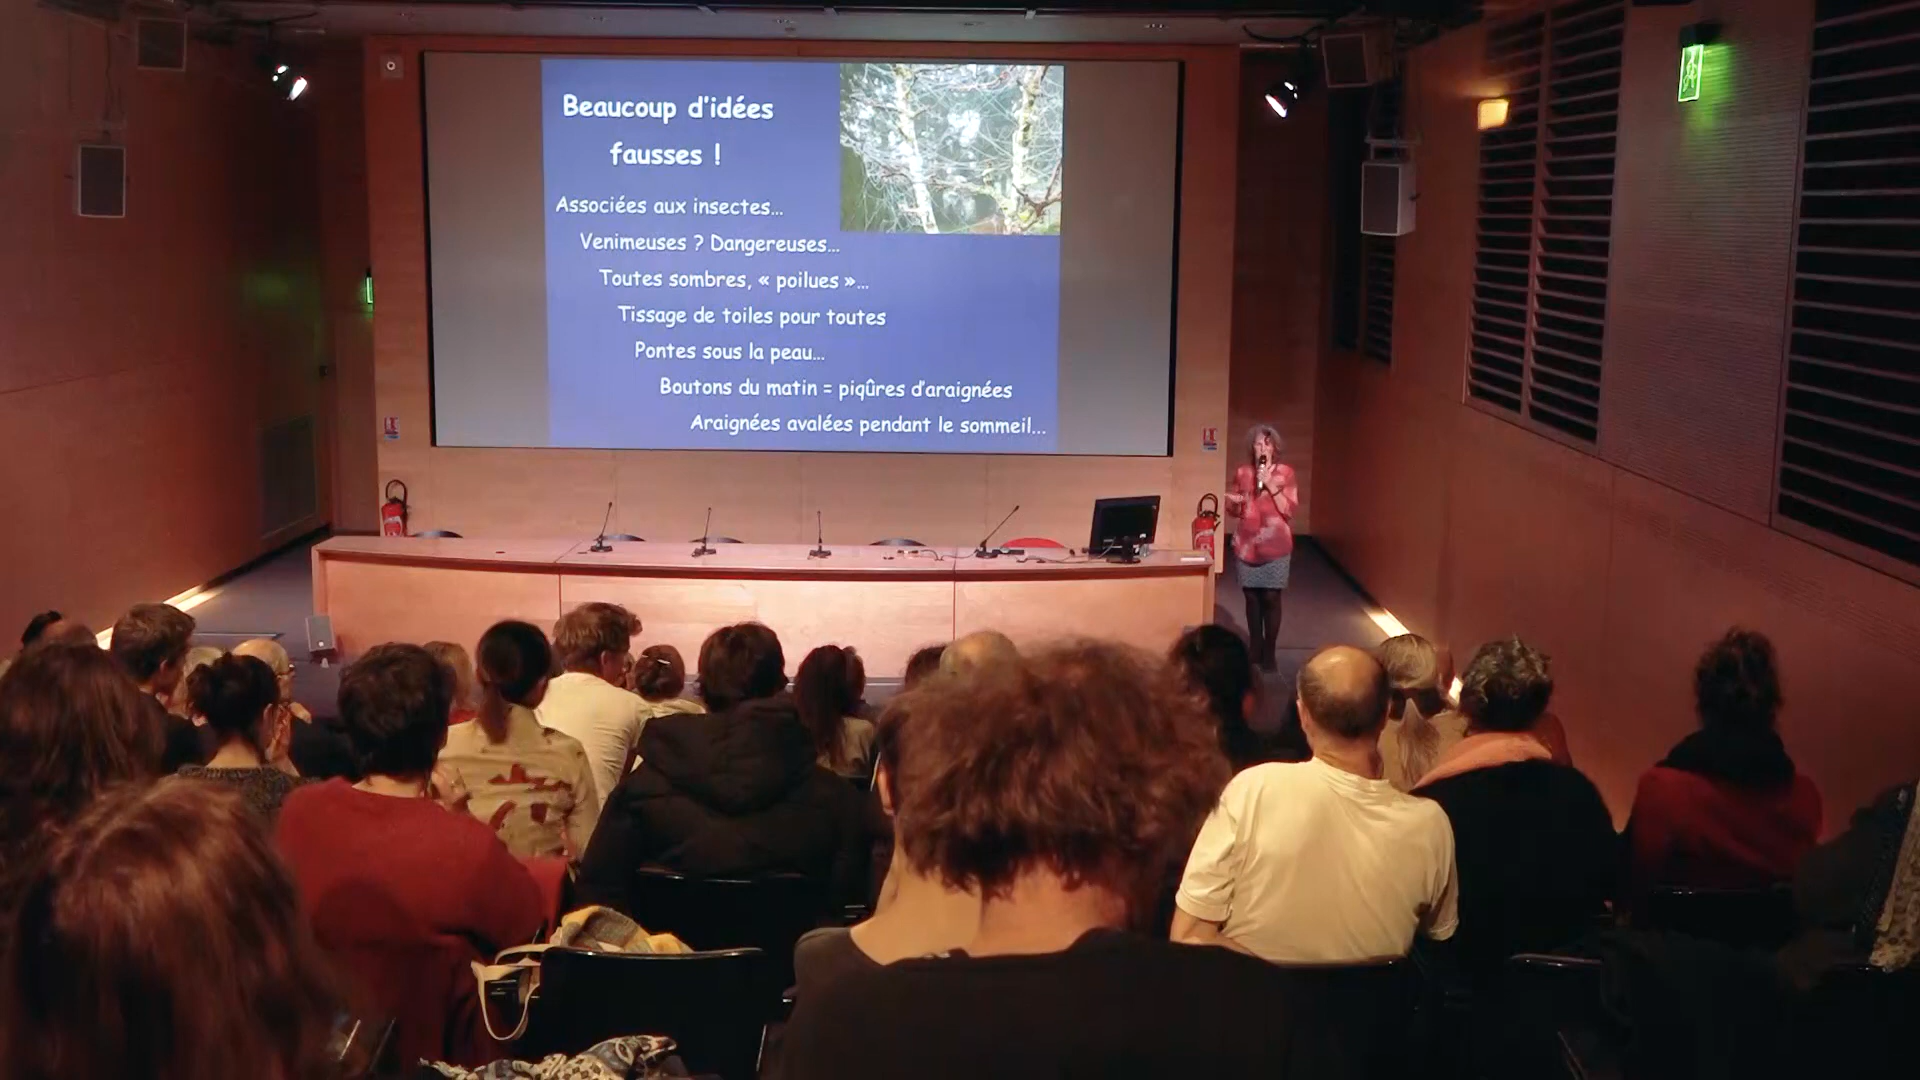 Beaucoup d'idées
fausses !
Associées aux insectes...
Venimeuses ? Dangereuses...
Toutes sombres, « poilues »...
Tissage de toiles pour toutes
Pontes sous la peau...
Boutons du matin = piqûres d'araignées
Araignées avalées pendant le sommeil...